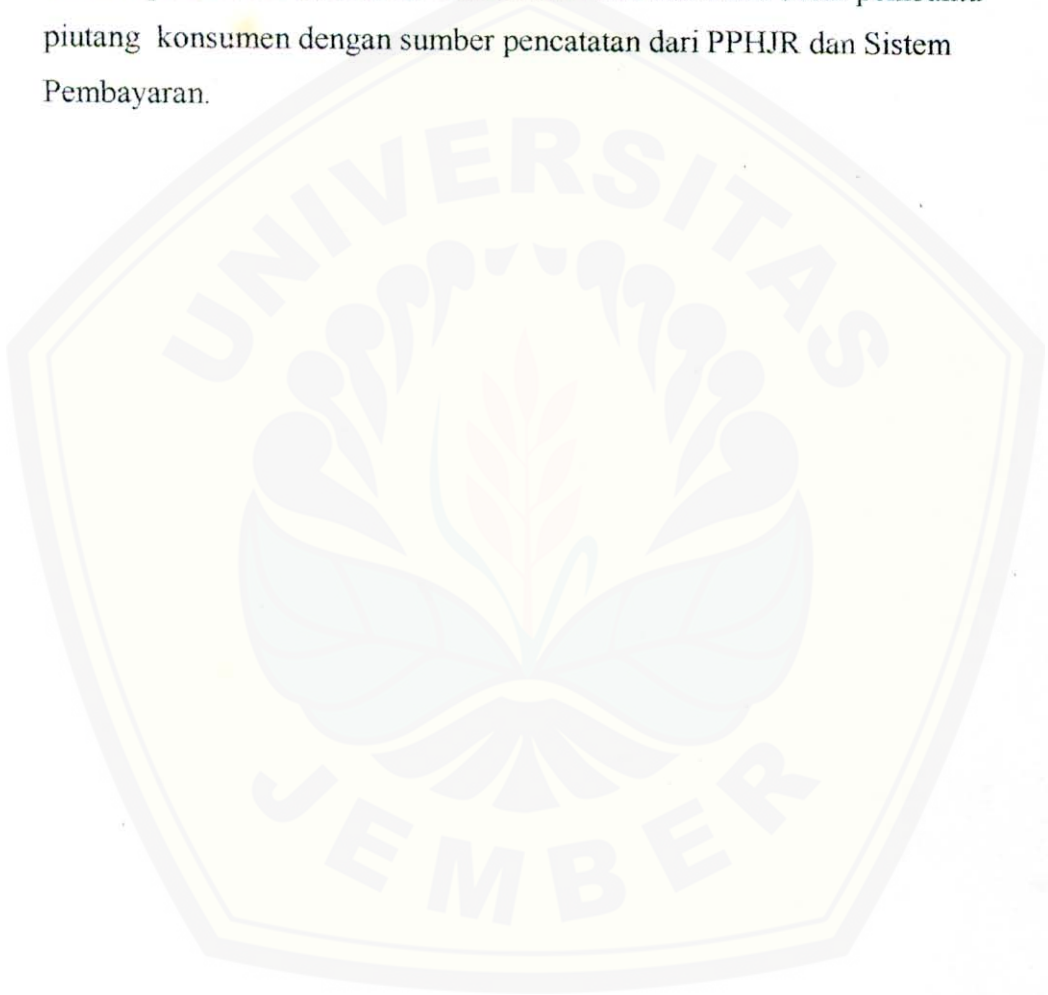 piutang konsumen dengan sumber pencatatan dari PPHJR dan Sistem
Pembayaran.
UNIVERSITAS
JEMBER